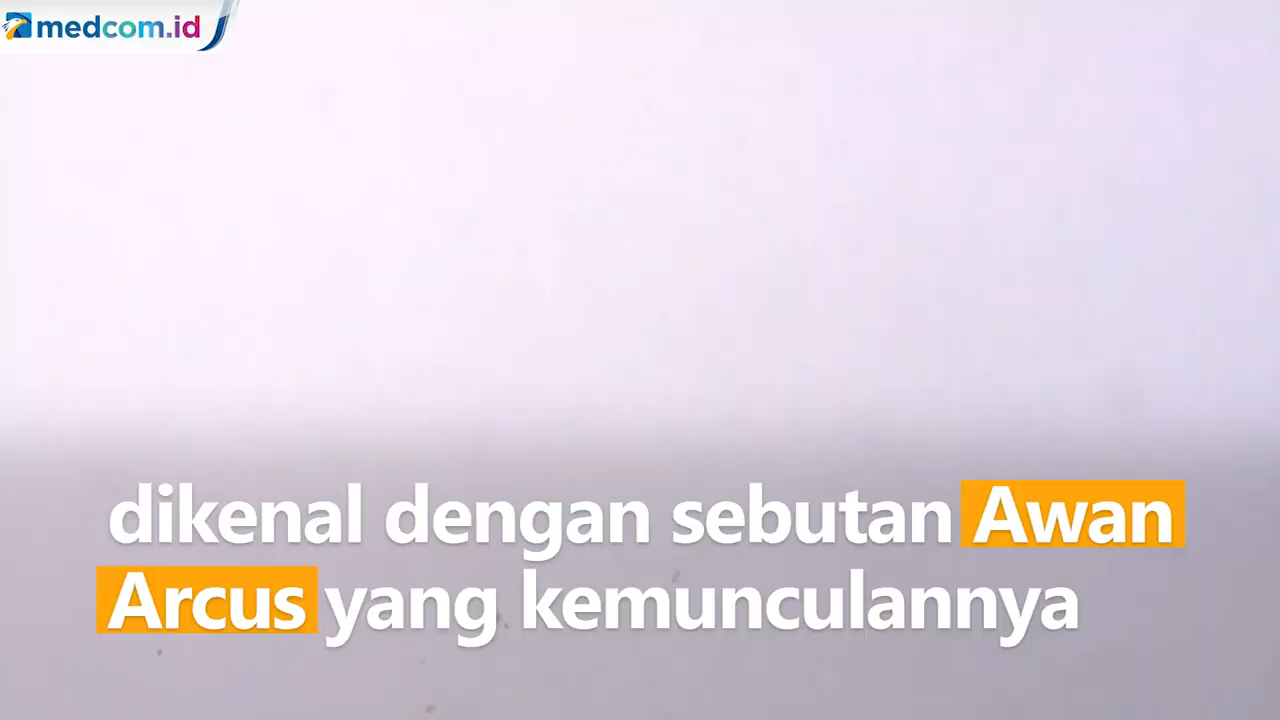 medcom.id
dikenal dengan sebutan Awan
Arcus yang kemunculannya